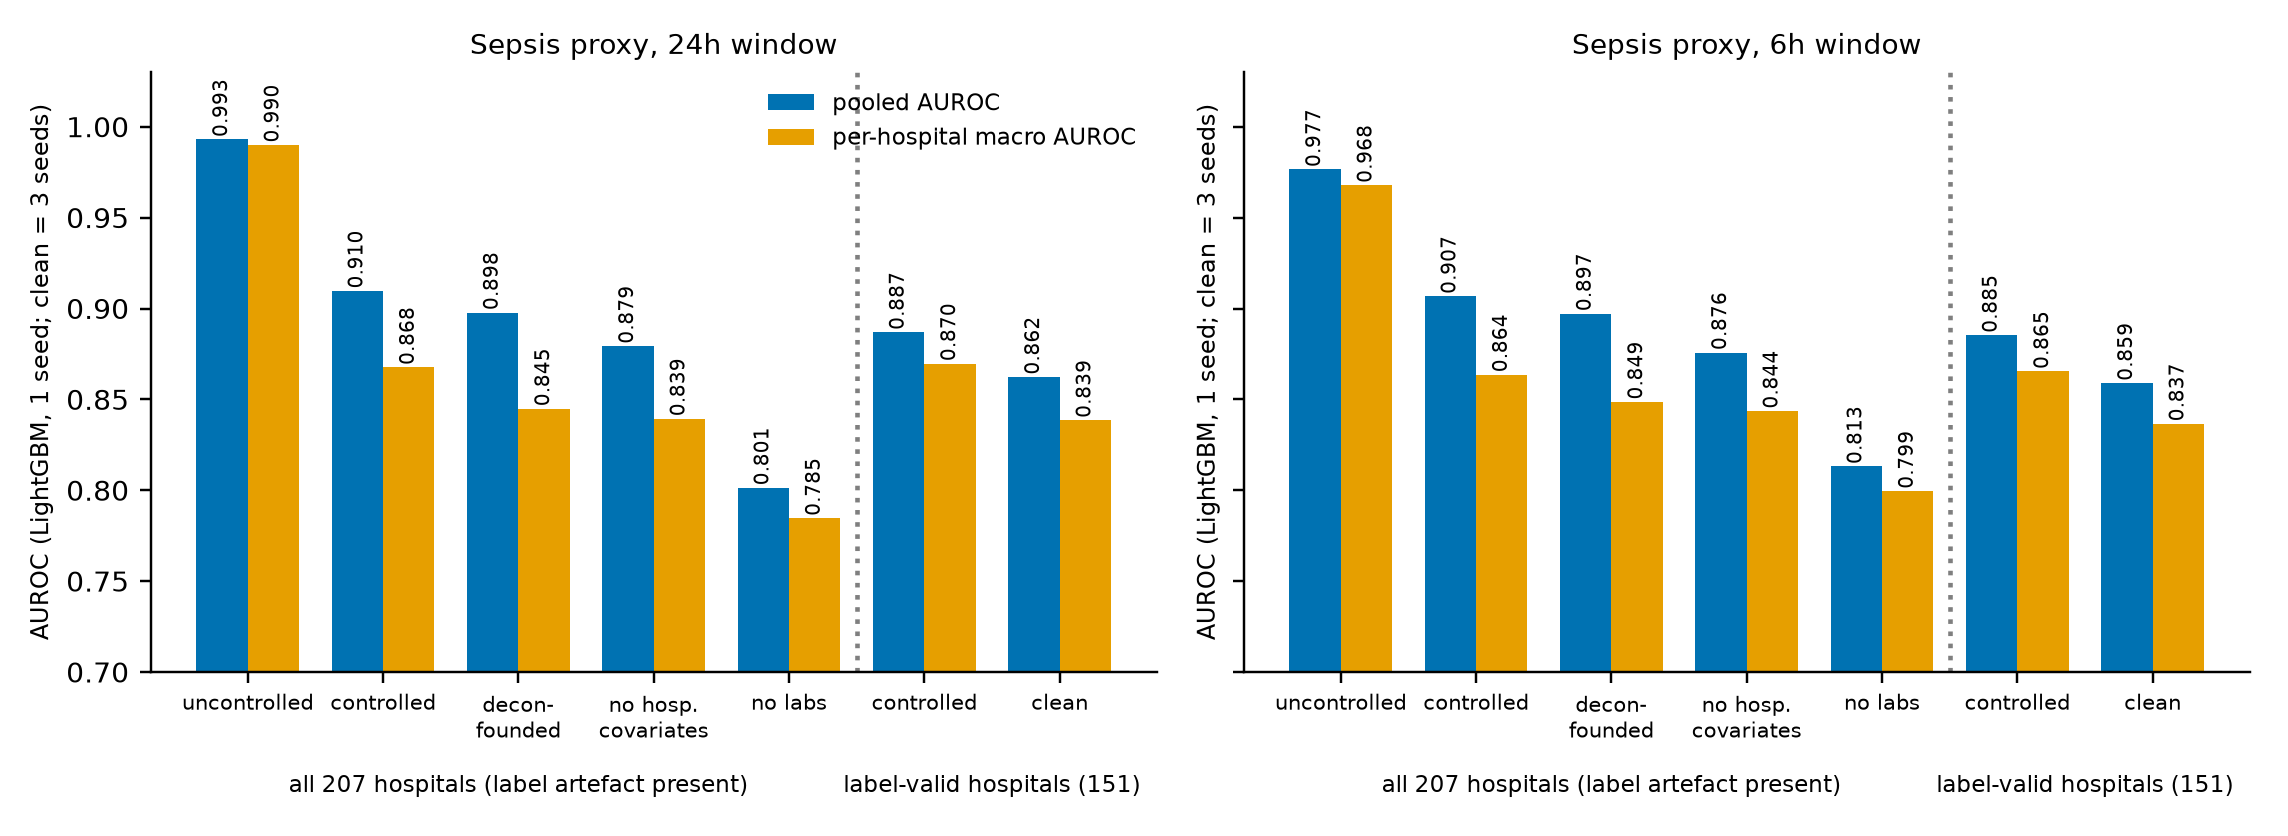 Sepsis proxy, 24h window
AUROC (LightGBM, 1 seed; clean = 3 seeds)
1.00
0.95
0.90
0.85
0.80
0.75
0.70
pooled AUROC
per-hospital macro AUROC
0.993
0.990
0.910
0.868
0.898
0.845
0.879
0.839
0.801
0.785
0.887
0.870
0.862
0.839
uncontrolled
controlled
decon-
founded
no hosp.
covariates
no labs
controlled
clean
all 207 hospitals (label artefact present)
label-valid hospitals (151)
Sepsis proxy, 6h window
AUROC (LightGBM, 1 seed; clean = 3 seeds)
0.977
0.968
0.907
0.864
0.897
0.849
0.876
0.844
0.813
0.799
0.885
0.865
0.859
0.837
uncontrolled
controlled
decon-
founded
no hosp.
covariates
no labs
controlled
clean
all 207 hospitals (label artefact present)
label-valid hospitals (151)